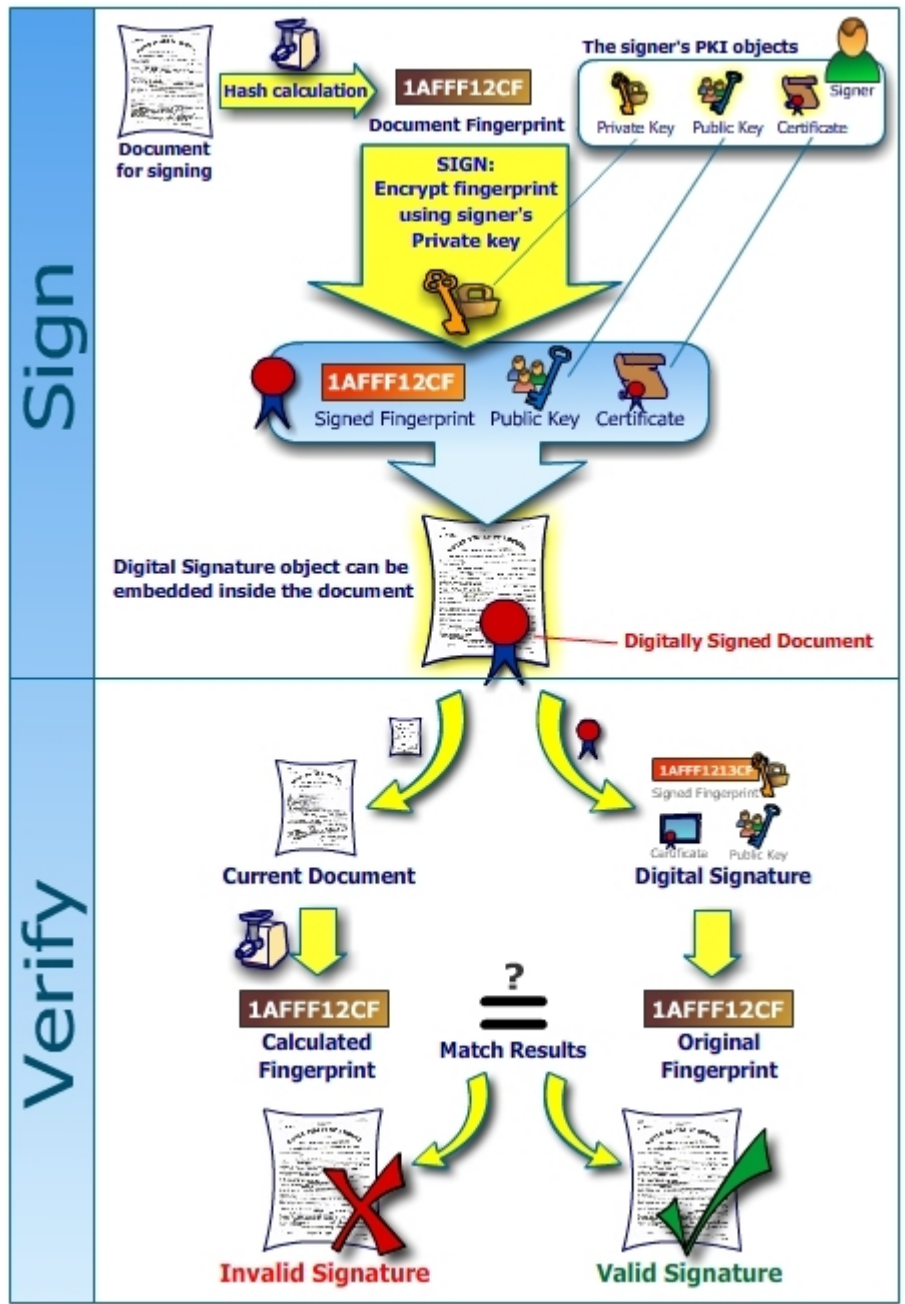 Sign
Document
for signing
Hash calculation
1AFFF12CF
Document Fingerprint
The signer's PKI objects
Signer
Private Key
Public Key
Certificate
SIGN:
Encrypt fingerprint
using signer's
Private key
1AFFF12CF
Signed Fingerprint
Public Key
Certificate
Digital Signature object can be
embedded inside the document
Digitally Signed Document
Verify
Current Document
1AFFF1213CF
Signed Fingerprint
Certificate
Public Key
Digital Signature
1AFFF12CF
Calculated
Fingerprint
?
=
Match Results
1AFFF12CF
Original
Fingerprint
Invalid Signature
Valid Signature